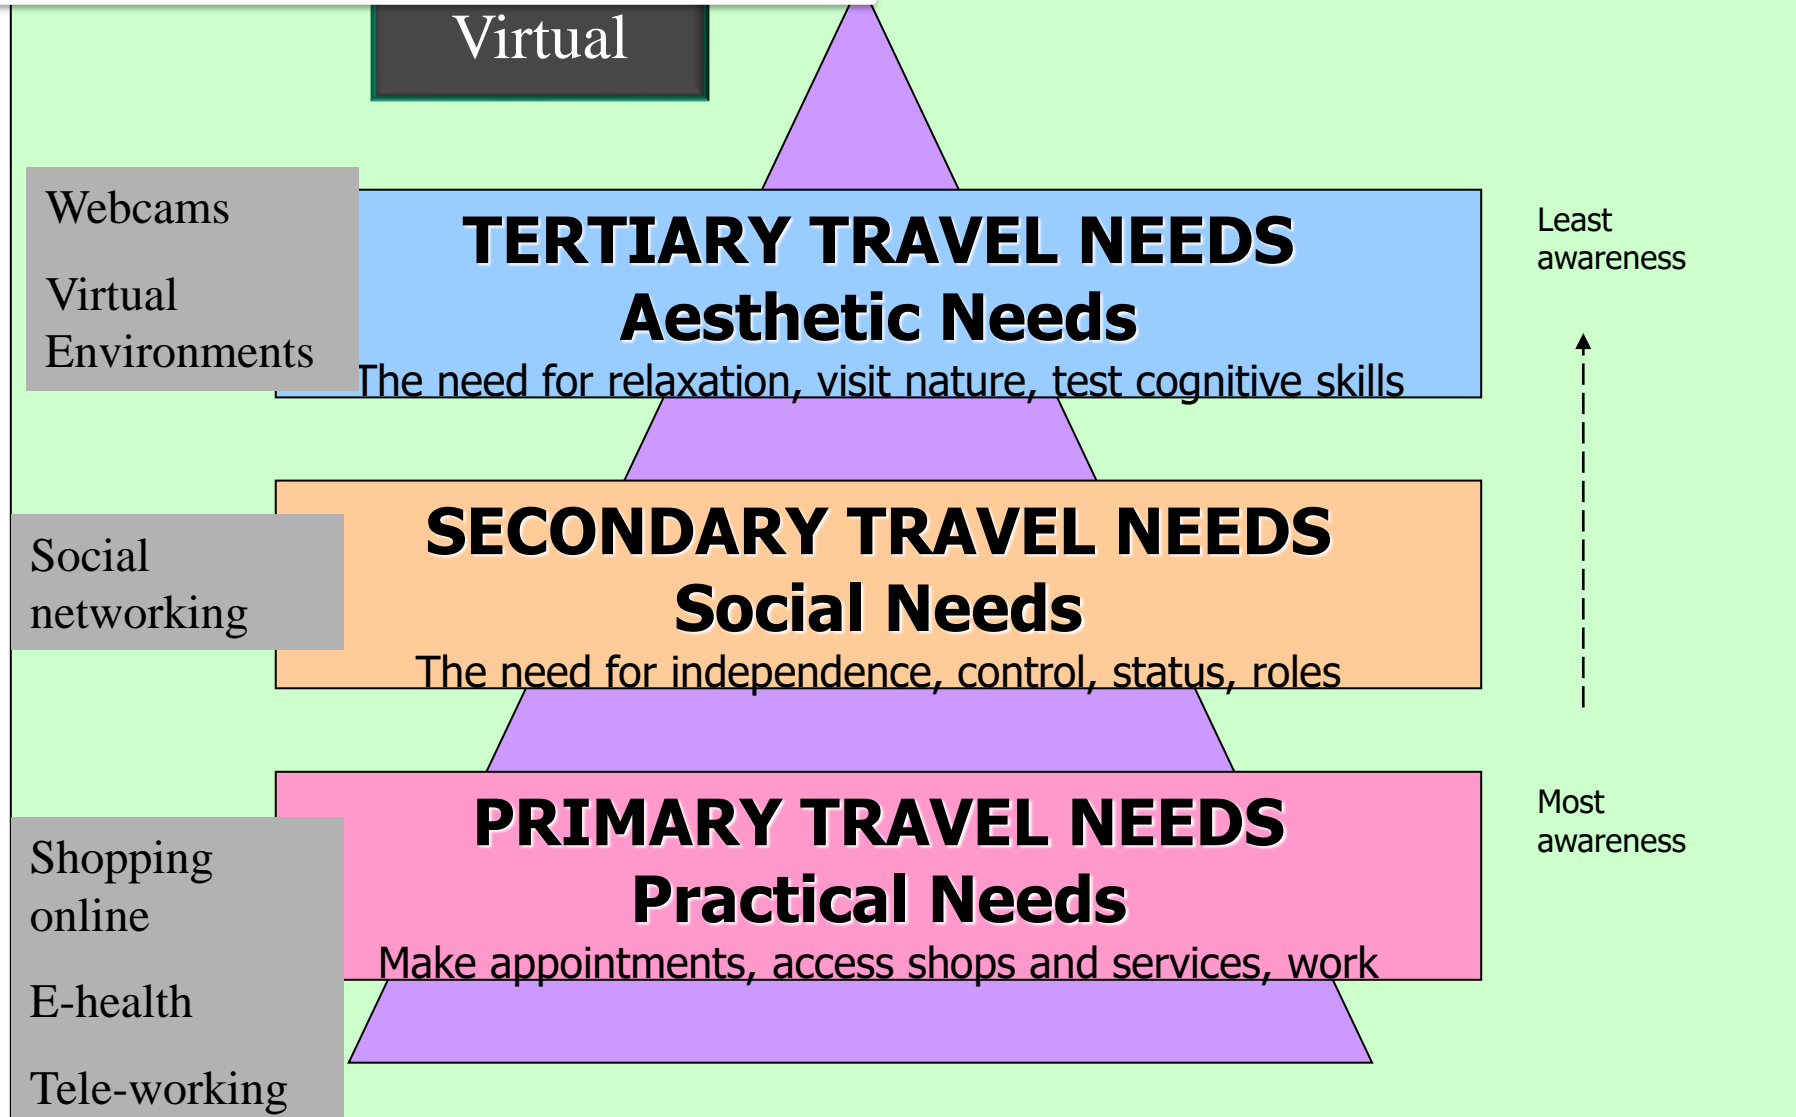 Virtual
Webcams
Virtual
Environments
TERTIARY TRAVEL NEEDS
Aesthetic Needs
The need for relaxation, visit nature, test cognitive skills
Least
awareness
Social
networking
SECONDARY TRAVEL NEEDS
Social Needs
The need for independence, control, status, roles
Most
awareness
Shopping
online
E-health
Tele-working
PRIMARY TRAVEL NEEDS
Practical Needs
Make appointments, access shops and services, work